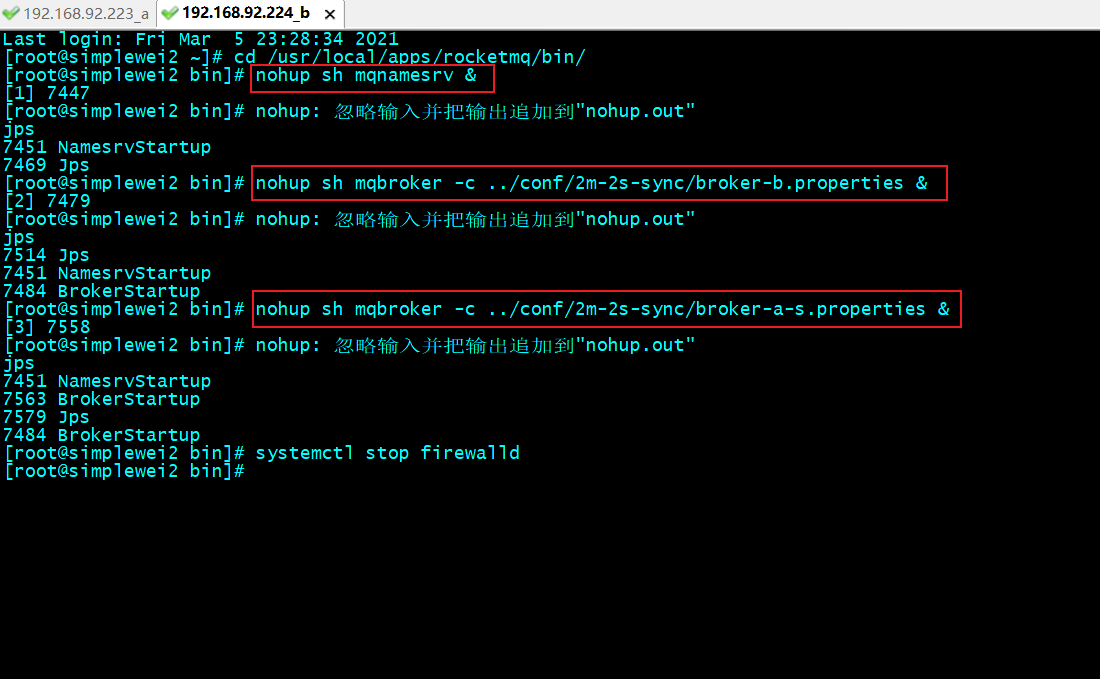 192.168.92.223_a 192.168.92.224_b
Last login: Fri Mar  5 23:28:34 2021
[root@simplewei2 ~]# cd /usr/local/apps/rocketmq/bin/
[root@simplewei2 bin]# nohup sh mqnamesrv &
[1] 7447
[root@simplewei2 bin]# nohup: 忽略输入并把输出追加到"nohup.out"
jps
7451 NamesrvStartup
7469 Jps
[root@simplewei2 bin]# nohup sh mqbroker -c ../conf/2m-2s-sync/broker-b.properties &
[2] 7479
[root@simplewei2 bin]# nohup: 忽略输入并把输出追加到"nohup.out"
jps
7514 Jps
7451 NamesrvStartup
7484 BrokerStartup
[root@simplewei2 bin]# nohup sh mqbroker -c ../conf/2m-2s-sync/broker-a-s.properties &
[3] 7558
[root@simplewei2 bin]# nohup: 忽略输入并把输出追加到"nohup.out"
jps
7451 NamesrvStartup
7563 BrokerStartup
7579 Jps
7484 BrokerStartup
[root@simplewei2 bin]# systemctl stop firewalld
[root@simplewei2 bin]#